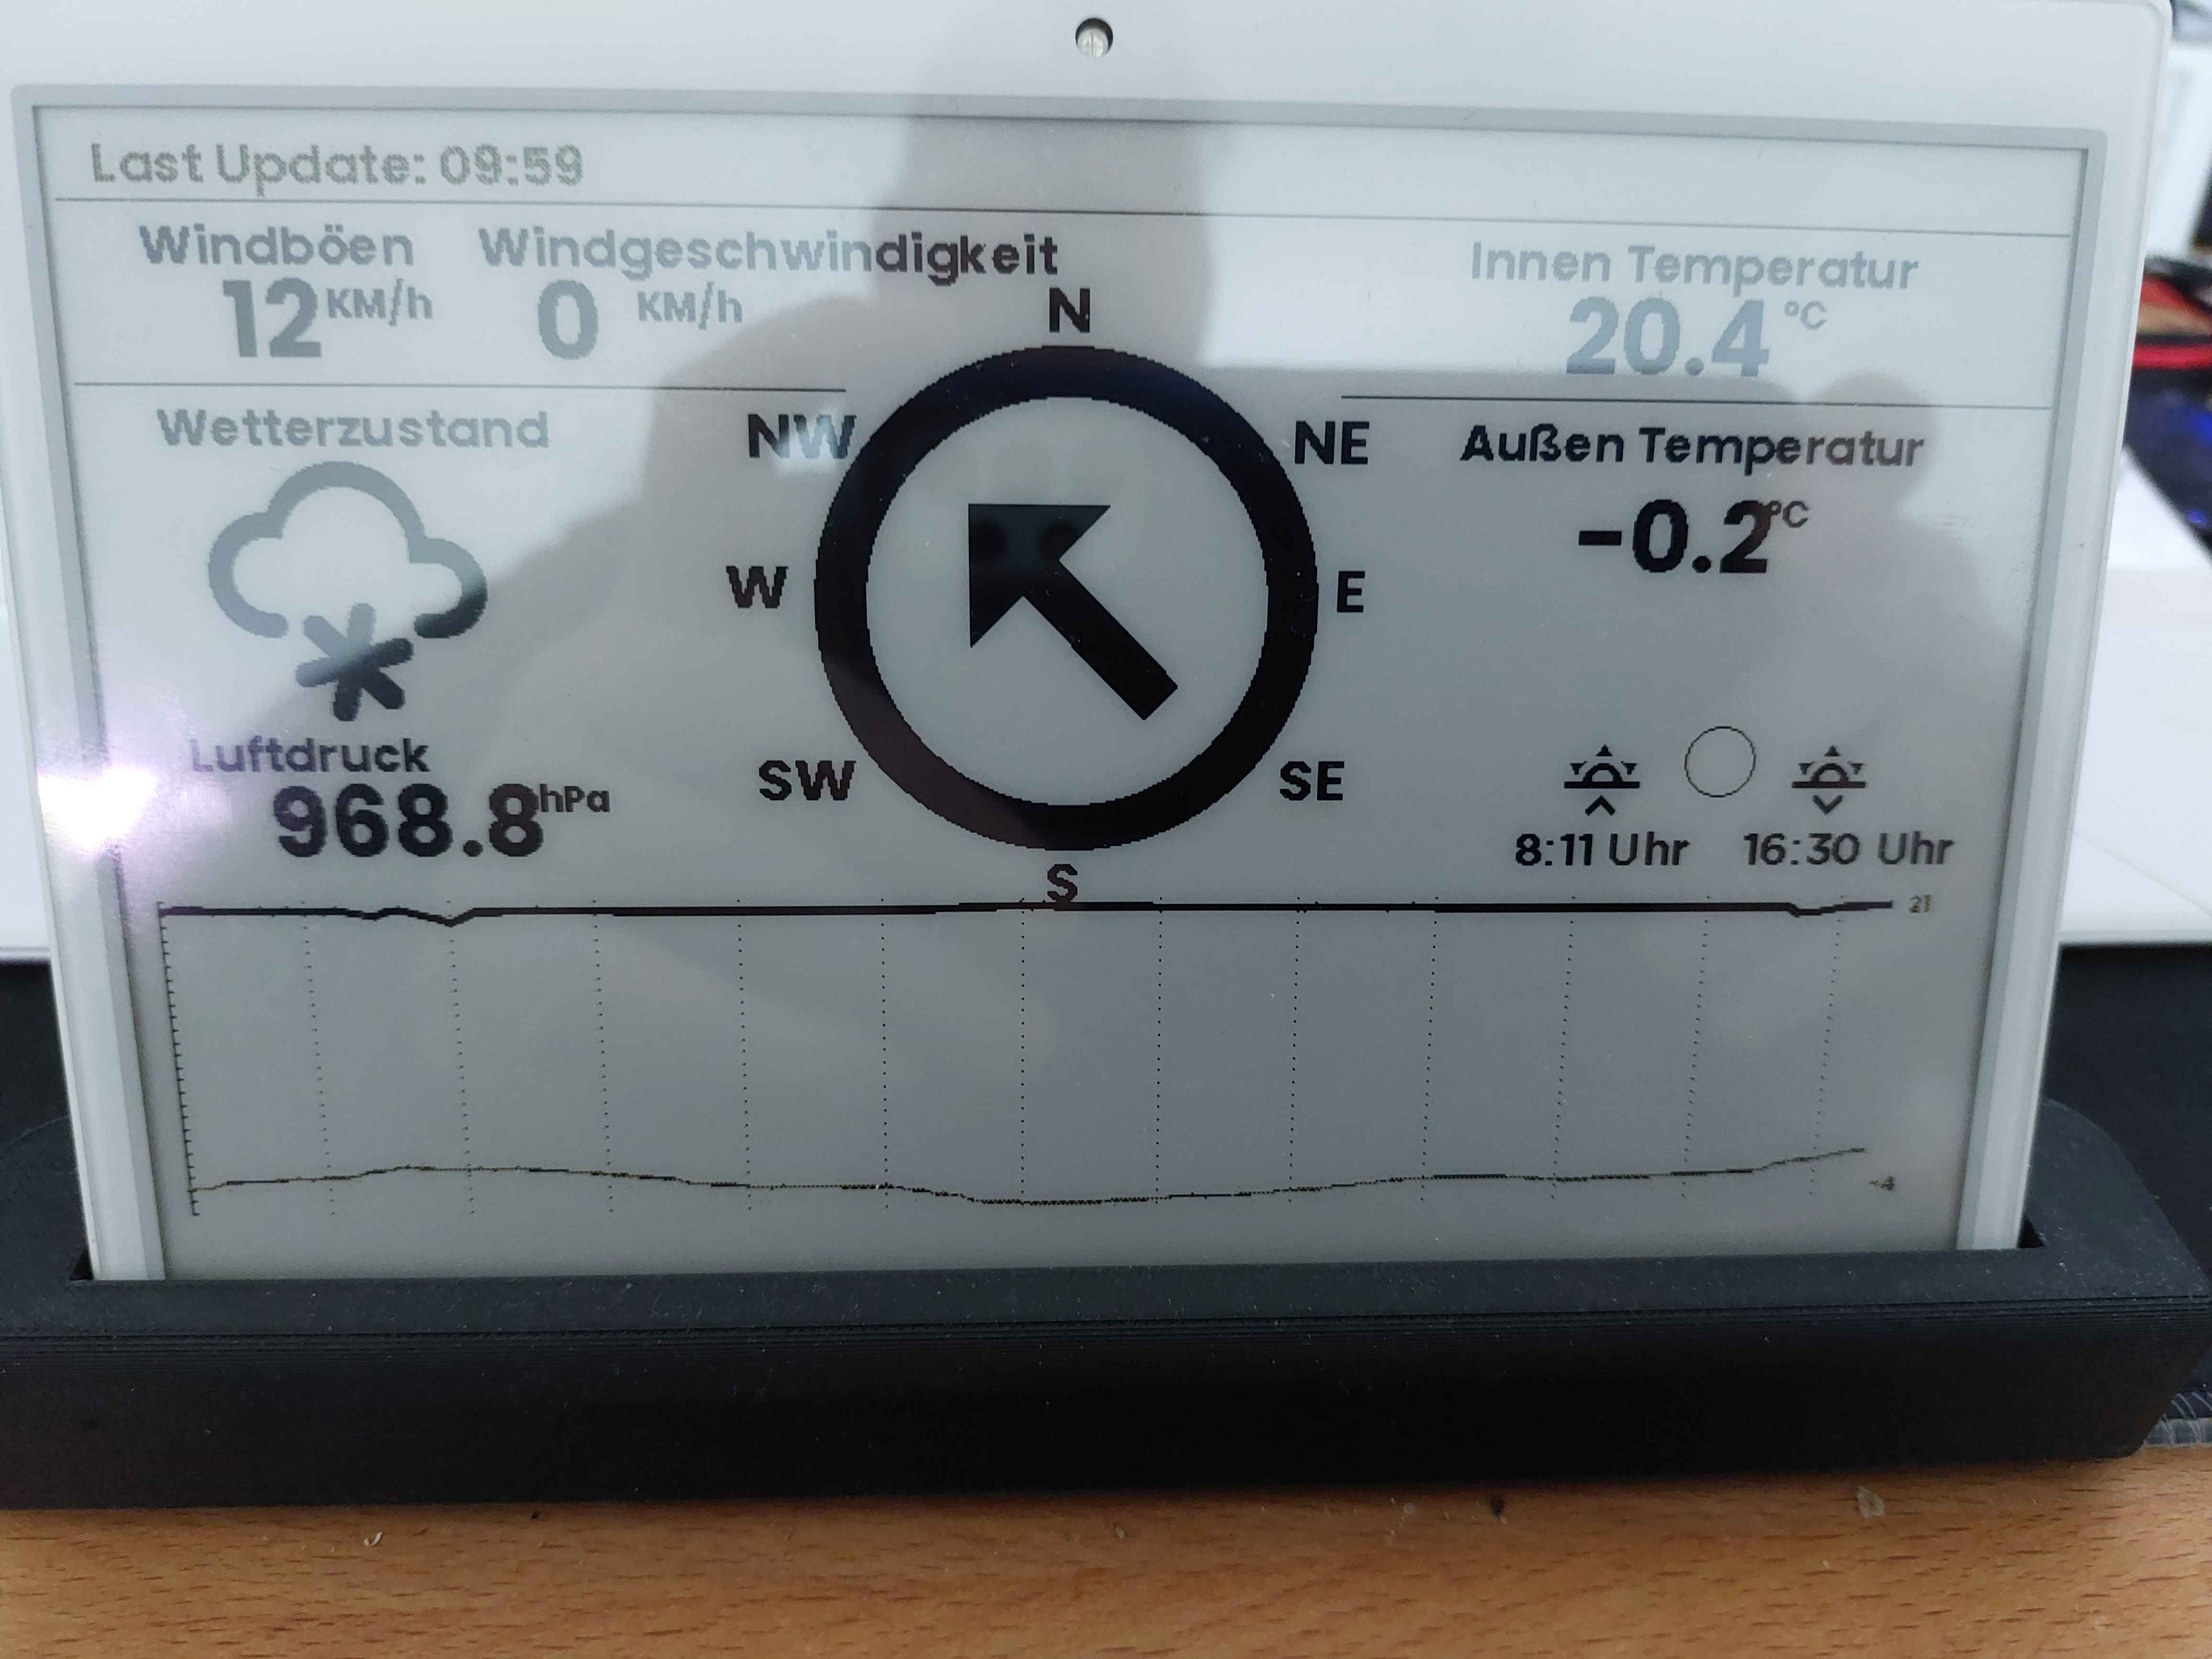 Last Update: 09:59
Windböen Windgeschwindigkeit Innen Temperatur
12 KM/h 0 KM/h 20.4 °C
N
NW NE
Wetterzustand Außen Temperatur
-0.2 °C
W E
Luftdruck
968.8 hPa
SW SE
8:11 Uhr 16:30 Uhr
S
21
-4